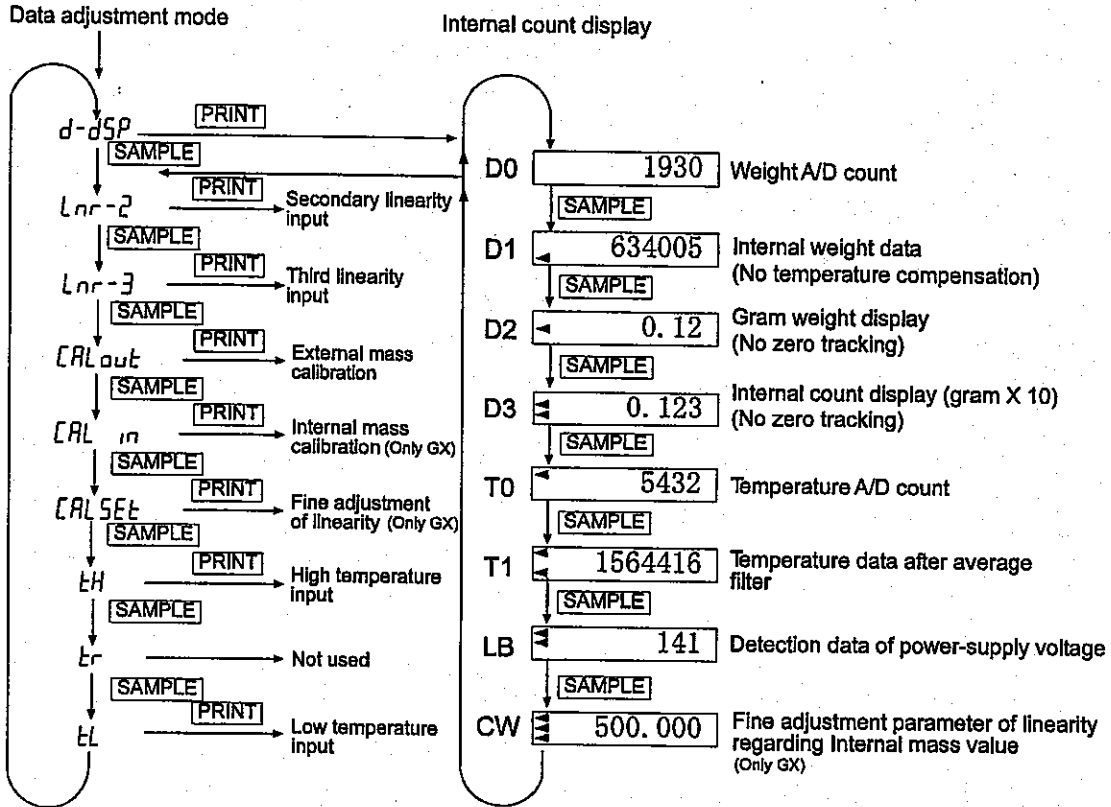 Data adjustment mode
d-dSP
PRINT
SAMPLE
Lnr-2
PRINT
Secondary linearity
input
SAMPLE
Lnr-3
PRINT
Third linearity
input
SAMPLE
CALout
PRINT
External mass
calibration
SAMPLE
CAL in
PRINT
Internal mass
calibration (Only GX)
SAMPLE
CALSEt
PRINT
Fine adjustment
of linearity (Only GX)
SAMPLE
tH
PRINT
High temperature
input
SAMPLE
tr
Not used
SAMPLE
tL
PRINT
Low temperature
input
Internal count display
D0 1930 Weight A/D count
SAMPLE
D1 634005 Internal weight data
(No temperature compensation)
SAMPLE
D2 0.12 Gram weight display
(No zero tracking)
SAMPLE
D3 0.123 Internal count display (gram X 10)
(No zero tracking)
SAMPLE
T0 5432 Temperature A/D count
SAMPLE
T1 1564416 Temperature data after average
filter
SAMPLE
LB 141 Detection data of power-supply voltage
SAMPLE
CW 500.000 Fine adjustment parameter of linearity
regarding Internal mass value
(Only GX)